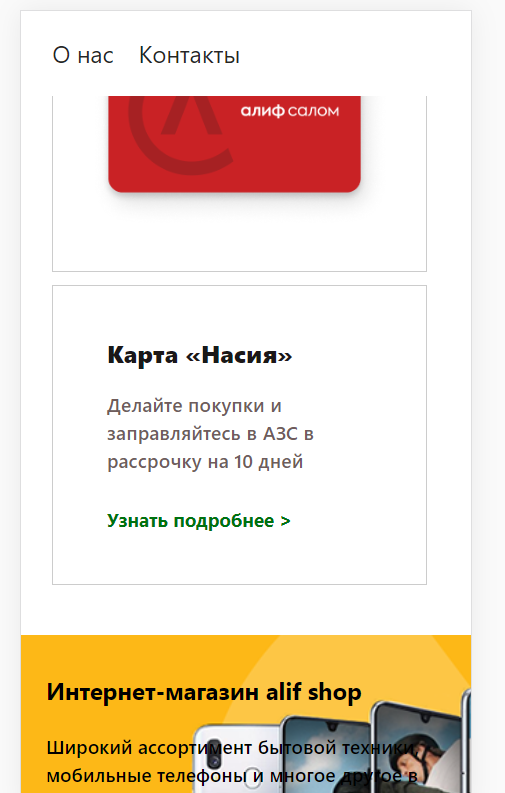 О нас Контакты
алиф салом
Карта «Насия»
Делайте покупки и
заправляйтесь в АЗС в
рассрочку на 10 дней
Узнать подробнее >
Интернет-магазин alif shop
Широкий ассортимент бытовой техники,
мобильные телефоны и многое другое в